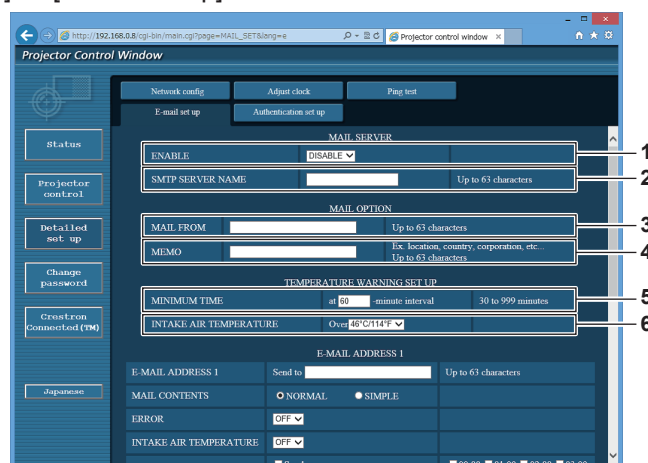 http://192.168.0.8/cgi-bin/main.cgi?page=MAIL_SET&lang=e
Projector control window
Projector Control Window
Network config Adjust clock Ping test
E-mail set up Authentication set up
Status
Projector control
Detailed set up
Change password
Crestron Connected(TM)
Japanese
MAIL SERVER
ENABLE DISABLE 1
SMTP SERVER NAME Up to 63 characters 2
MAIL OPTION
MAIL FROM Up to 63 characters 3
MEMO Ex. location, country, corporation, etc...
Up to 63 characters 4
TEMPERATURE WARNING SET UP
MINIMUM TIME at 60 -minute interval 30 to 999 minutes 5
INTAKE AIR TEMPERATURE Over 46°C/114°F 6
E-MAIL ADDRESS 1
E-MAIL ADDRESS 1 Send to Up to 63 characters
MAIL CONTENTS NORMAL SIMPLE
ERROR OFF
INTAKE AIR TEMPERATURE OFF